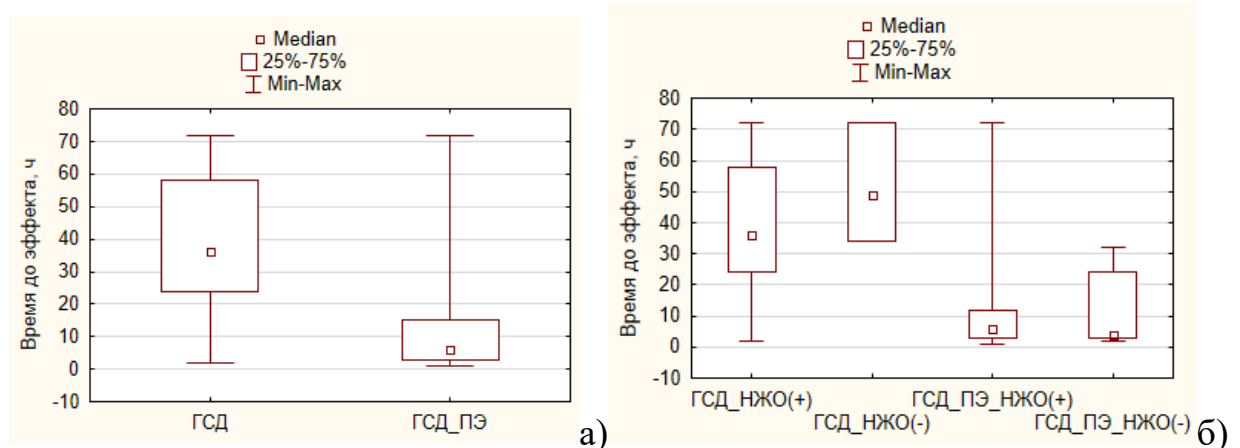 Median
25%-75%
Min-Max
Время до эффекта, ч
80
70
60
50
40
30
20
10
0
-10
ГСД
ГСД_ПЭ
а)
Median
25%-75%
Min-Max
Время до эффекта, ч
80
70
60
50
40
30
20
10
0
-10
ГСД_НЖО(+)
ГСД_НЖО(-)
ГСД_ПЭ_НЖО(+)
ГСД_ПЭ_НЖО(-)
б)